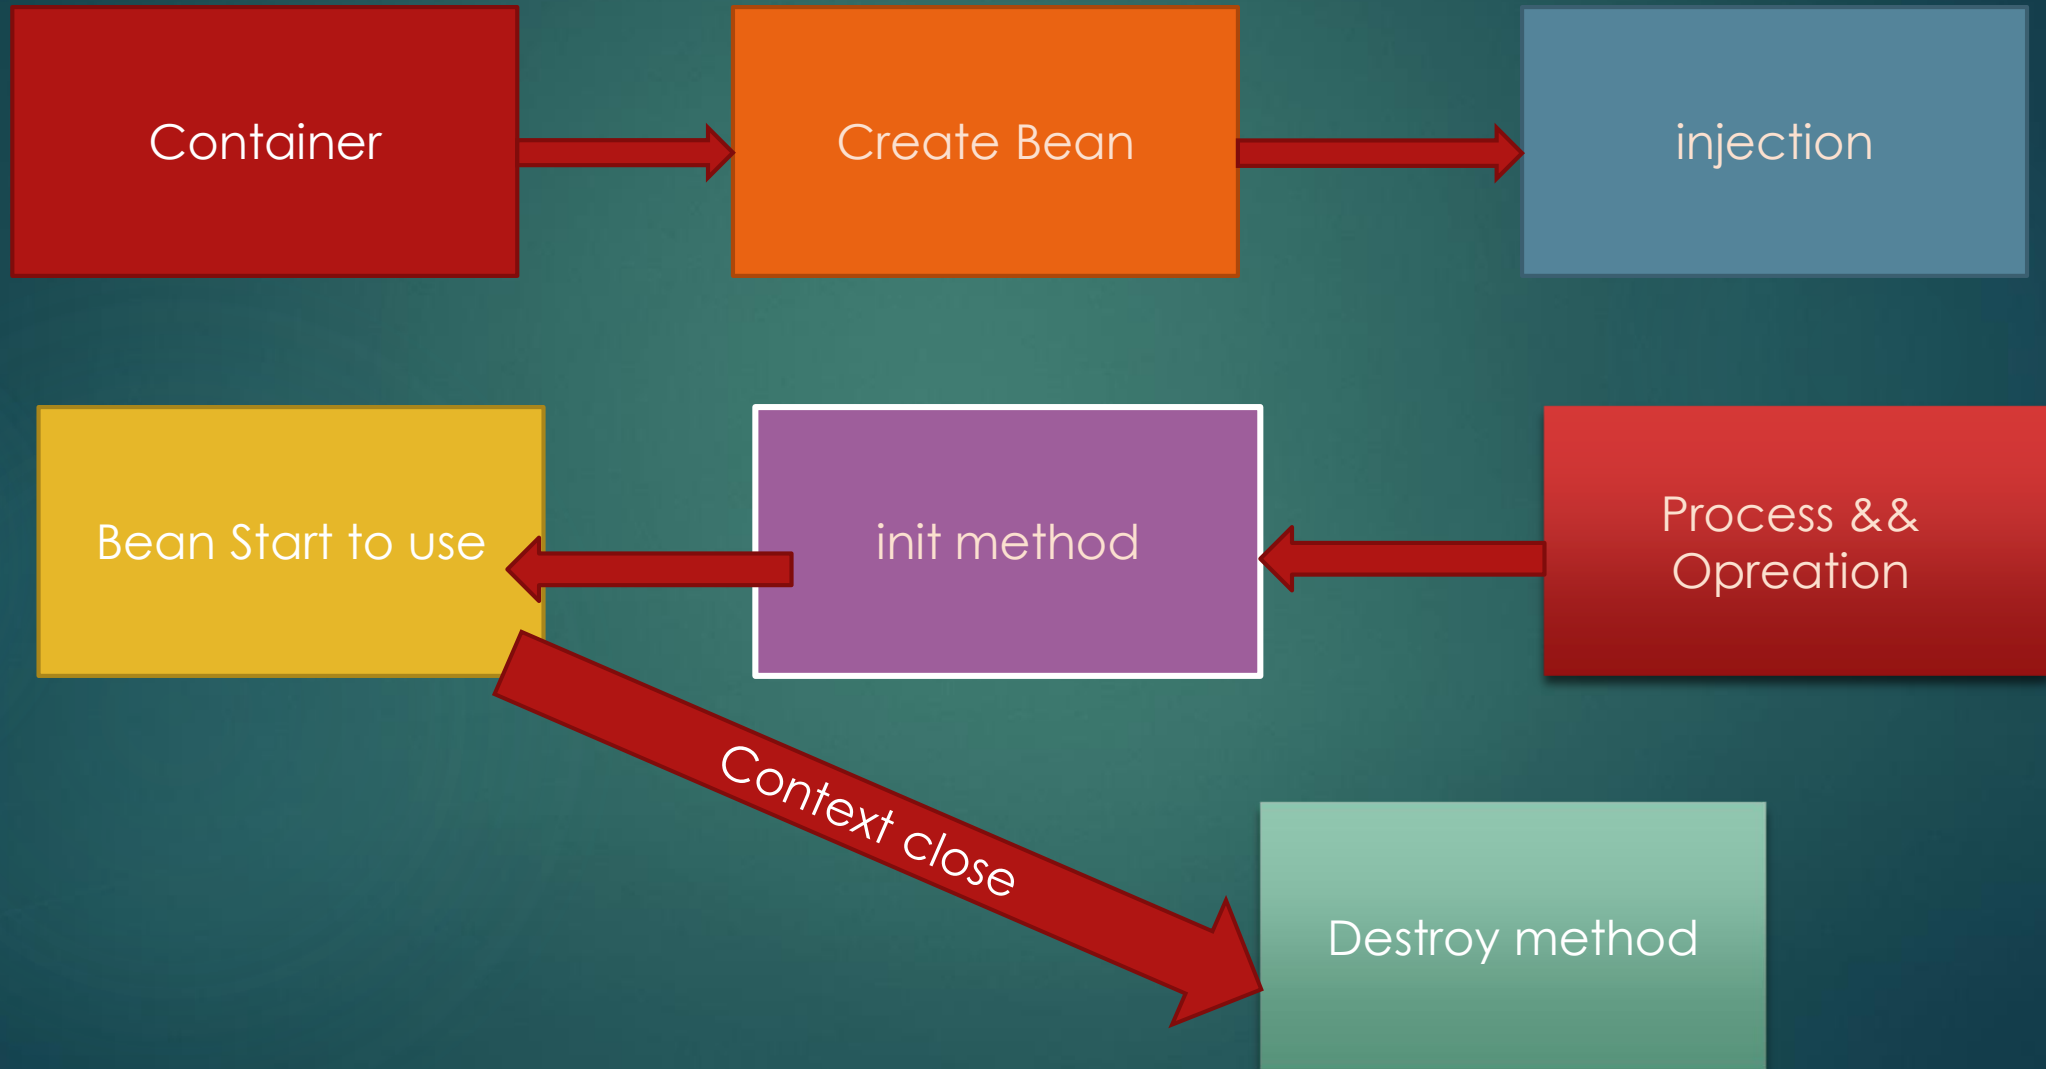 Container
Create Bean
injection
Bean Start to use
init method
Process &&
Opreation
Context close
Destroy method